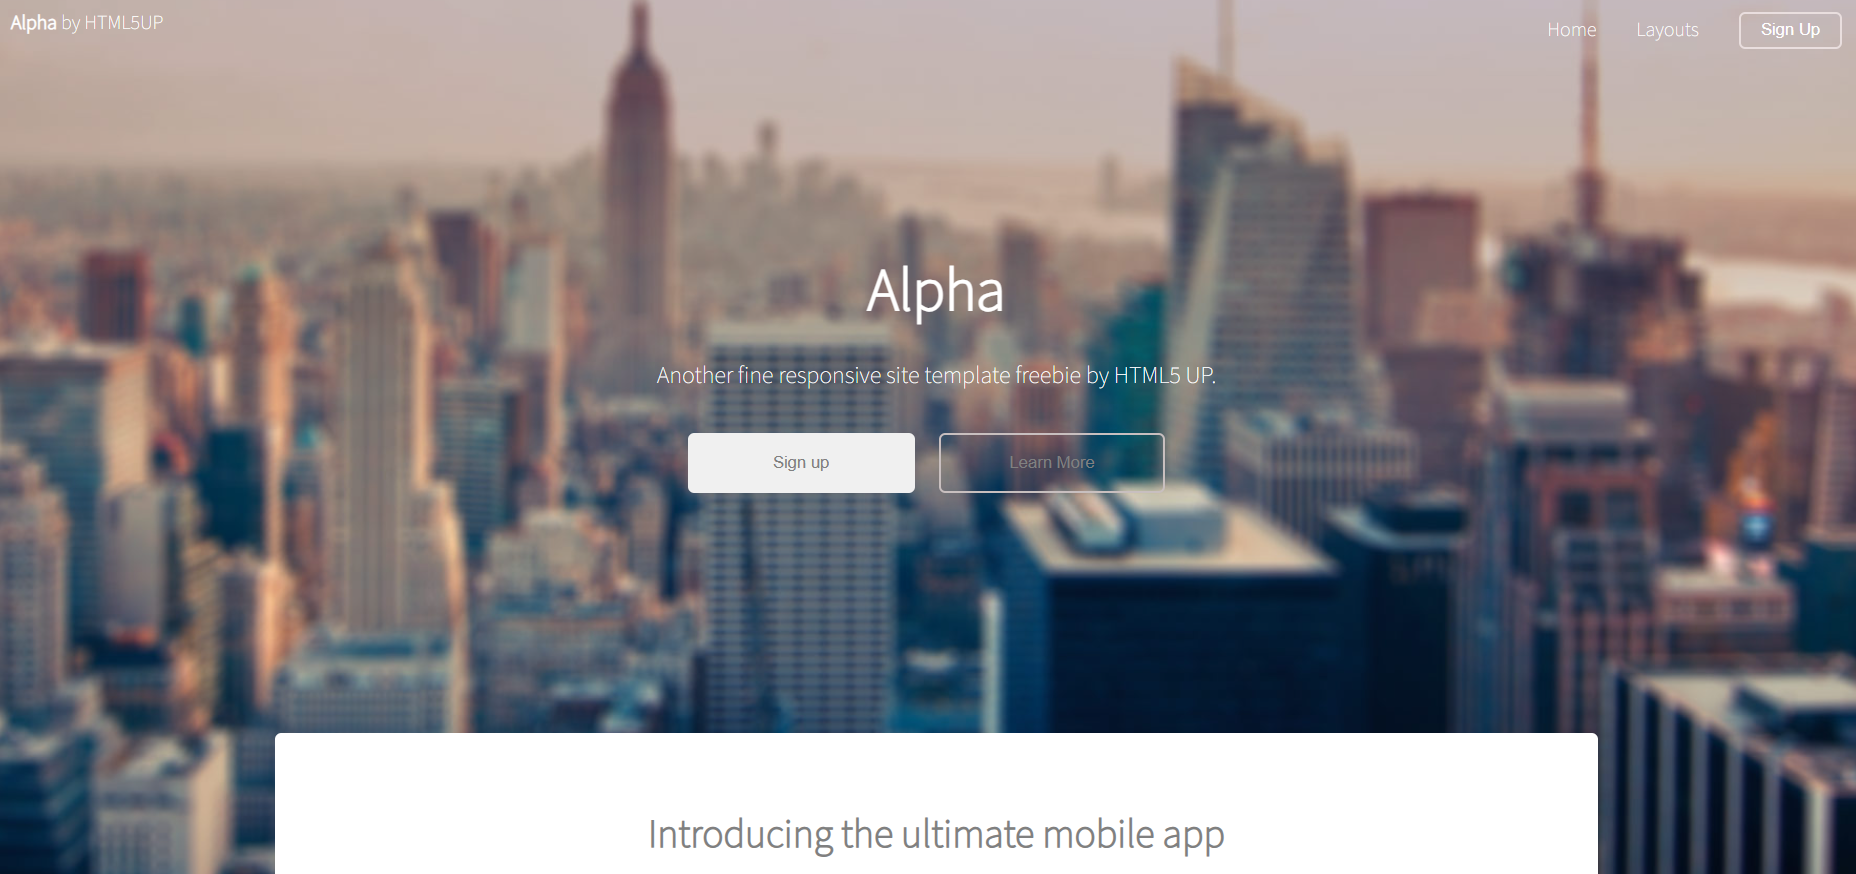 Alpha by HTML5UP
Home
Layouts
Sign Up
Alpha
Another fine responsive site template freebie by HTML5 UP.
Sign up
Learn More
Introducing the ultimate mobile app